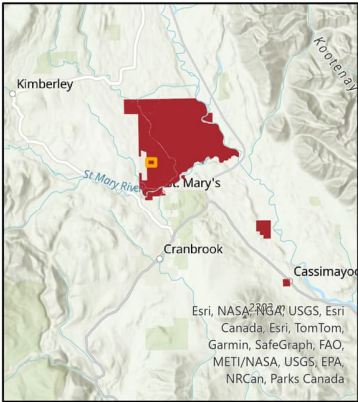 Kootenay
Kimberley
St Mary River
St. Mary's
Cranbrook
Cassimayoo
2303 m
Esri, NASA, NGA, USGS, Esri
Canada, Esri, TomTom,
Garmin, SafeGraph, FAO,
METI/NASA, USGS, EPA,
NRCan, Parks Canada